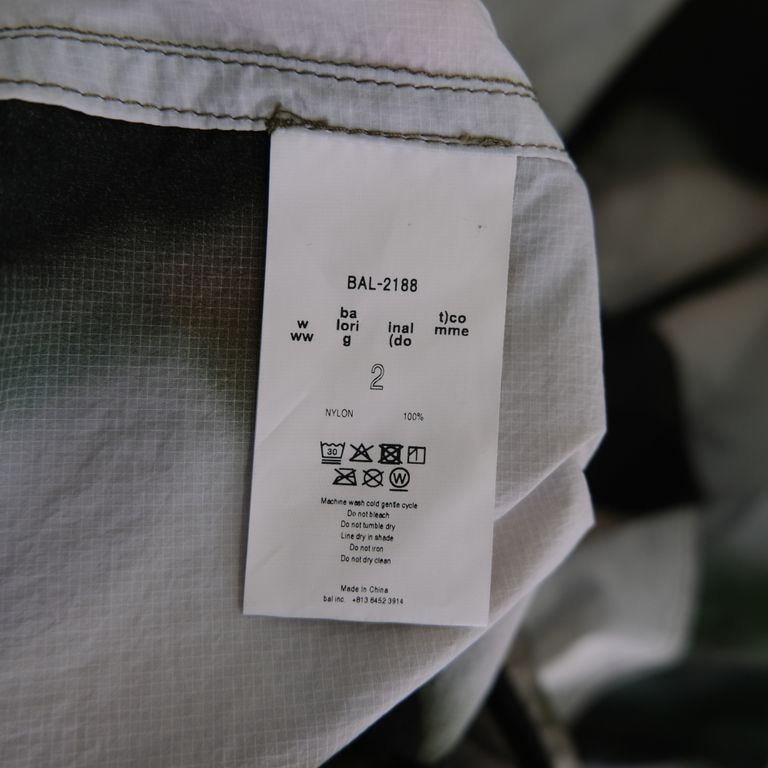 BAL-2188
w
ww
ba
lori
g
inal
(do
t)co
mme
2
NYLON 100%
30
W
Machine wash cold gentle cycle
Do not bleach
Do not tumble dry
Line dry in shade
Do not iron
Do not dry clean
Made In China
bal inc. +813 6452 3914